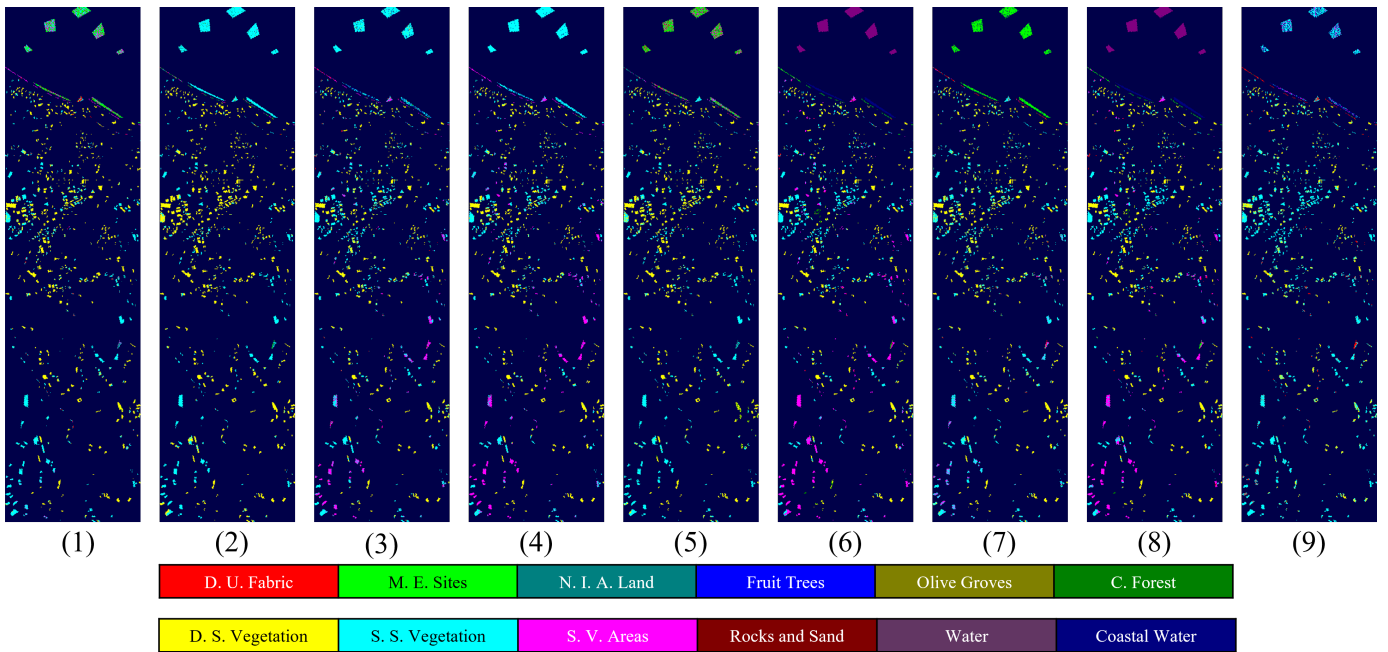 (1) (2) (3) (4) (5) (6) (7) (8) (9)
D. U. Fabric M. E. Sites N. I. A. Land Fruit Trees Olive Groves C. Forest
D. S. Vegetation S. S. Vegetation S. V. Areas Rocks and Sand Water Coastal Water